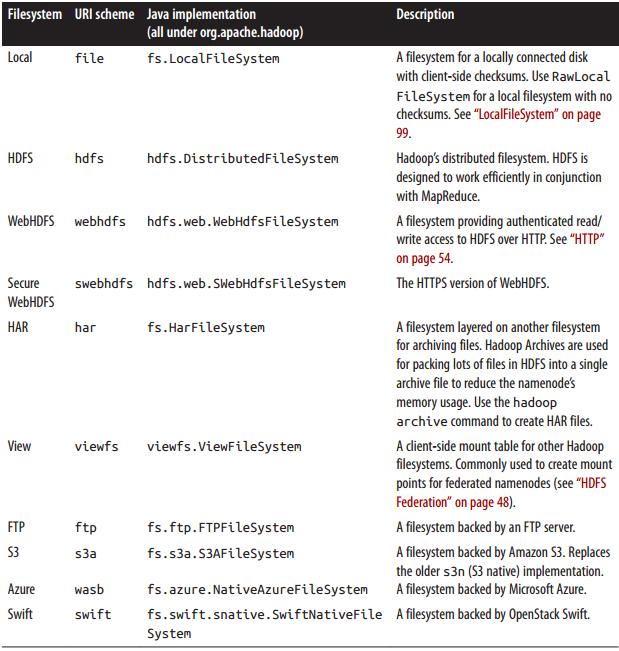 Filesystem URI scheme Java implementation Description
(all under org.apache.hadoop)
Local file fs.LocalFileSystem A filesystem for a locally connected disk
with client-side checksums. Use RawLocal
FileSystem for a local filesystem with no
checksums. See “LocalFileSystem” on page
99.
HDFS hdfs hdfs.DistributedFileSystem Hadoop’s distributed filesystem. HDFS is
designed to work efficiently in conjunction
with MapReduce.
WebHDFS webhdfs hdfs.web.WebHdfsFileSystem A filesystem providing authenticated read/
write access to HDFS over HTTP. See “HTTP”
on page 54.
Secure swebhdfs hdfs.web.SWebHdfsFileSystem The HTTPS version of WebHDFS.
WebHDFS
HAR har fs.HarFileSystem A filesystem layered on another filesystem
for archiving files. Hadoop Archives are used
for packing lots of files in HDFS into a single
archive file to reduce the namenode’s
memory usage. Use the hadoop
archive command to create HAR files.
View viewfs viewfs.ViewFileSystem A client-side mount table for other Hadoop
filesystems. Commonly used to create mount
points for federated namenodes (see “HDFS
Federation” on page 48).
FTP ftp fs.ftp.FTPFileSystem A filesystem backed by an FTP server.
S3 s3a fs.s3a.S3AFileSystem A filesystem backed by Amazon S3. Replaces
the older s3n (S3 native) implementation.
Azure wasb fs.azure.NativeAzureFileSystem A filesystem backed by Microsoft Azure.
Swift swift fs.swift.snative.SwiftNativeFile A filesystem backed by OpenStack Swift.
System